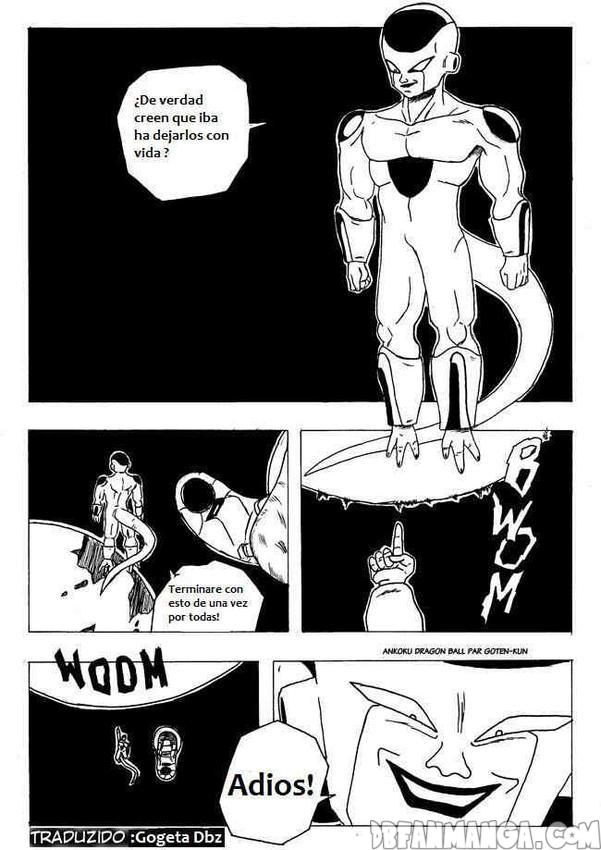 ¿De verdad
creen que iba
ha dejarlos con
vida ?
BWOM
Terminare con
esto de una vez
por todas!
ANKOKU DRAGON BALL PAR GOTEN-KUN
WOOM
Adios!
TRADUZIDO :Gogeta Dbz
DBFANMANGA.COM